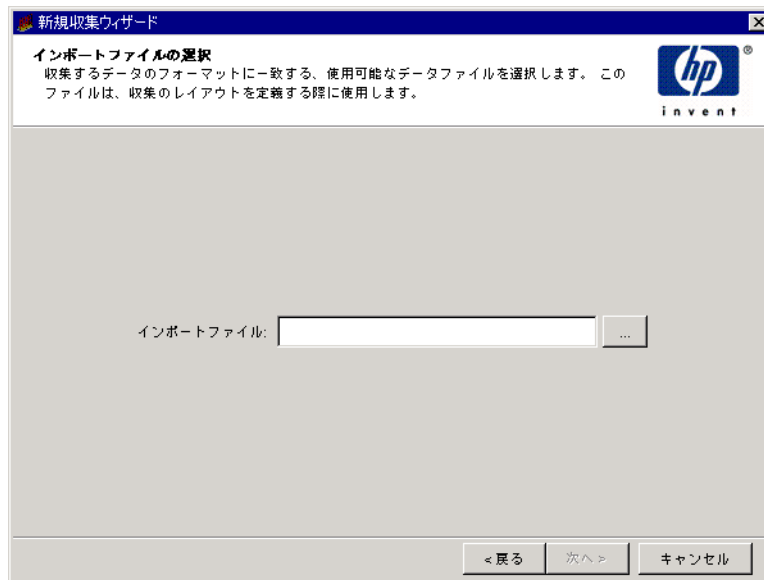 新規収集ウィザード
インポートファイルの選択
収集するデータのフォーマットに一致する、使用可能なデータファイルを選択します。 この
ファイルは、収集のレイアウトを定義する際に使用します。
hp
®
invent
インポートファイル:
...
<戻る
次へ>
キャンセル